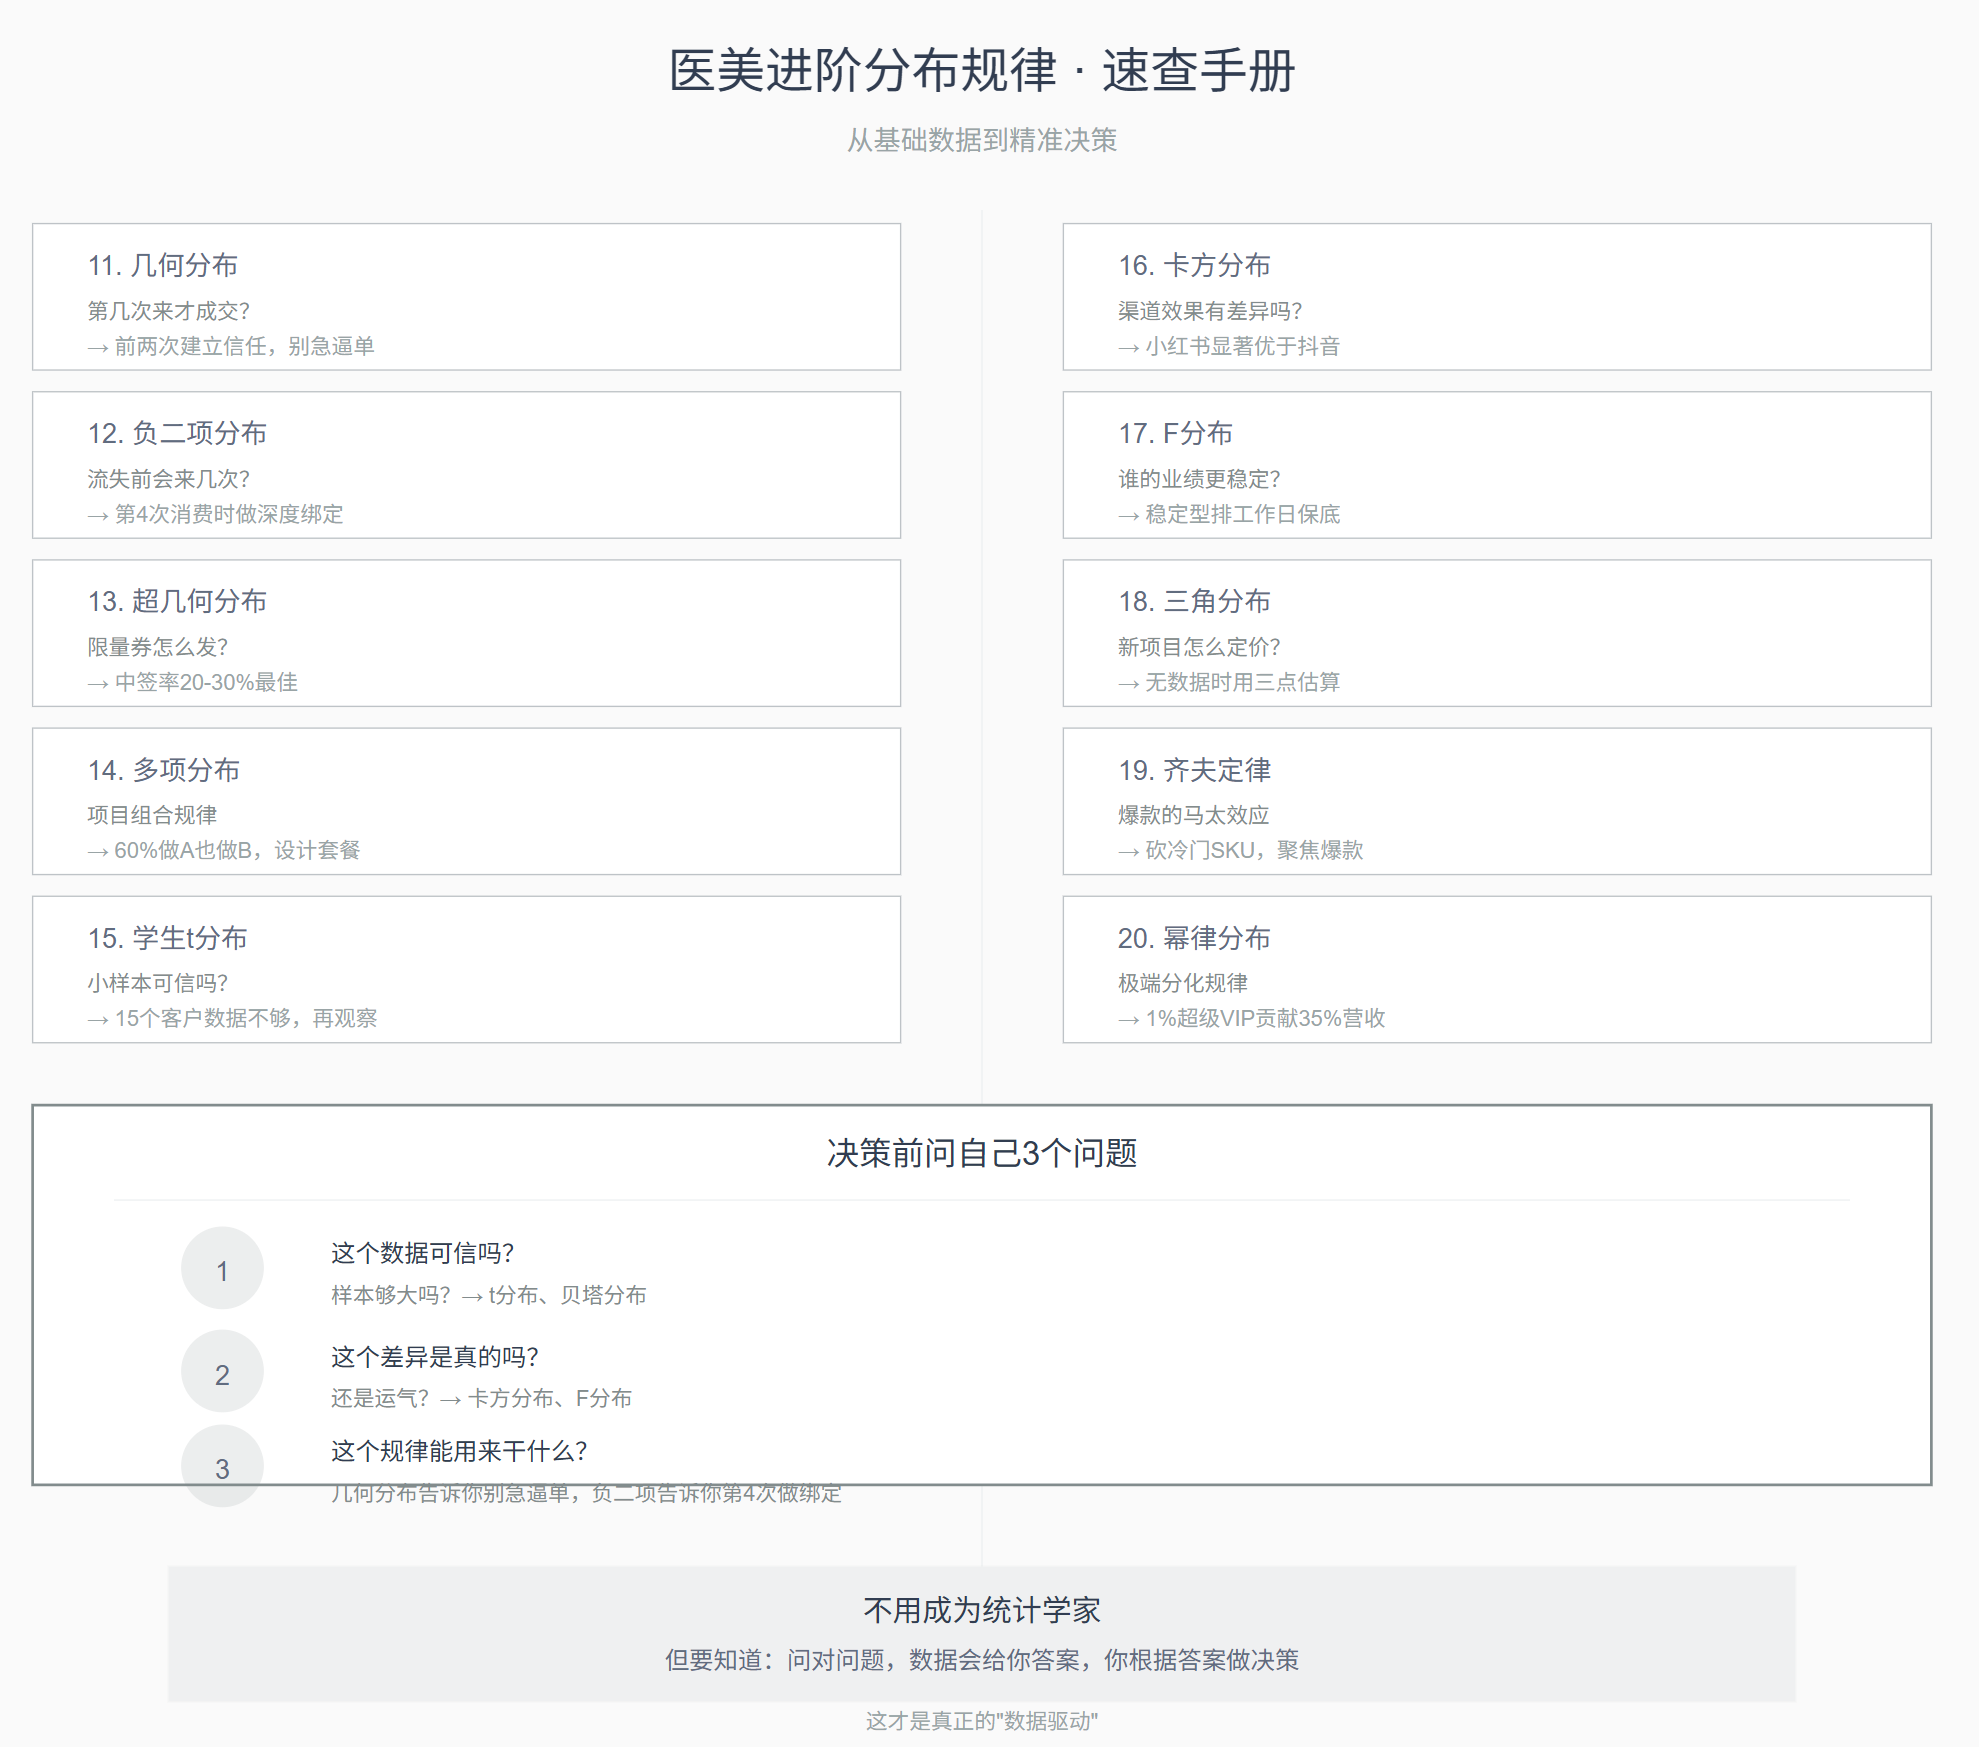 医美进阶分布规律 · 速查手册
从基础数据到精准决策
11. 几何分布
第几次来才成交？
→ 前两次建立信任，别急逼单
12. 负二项分布
流失前会来几次？
→ 第4次消费时做深度绑定
13. 超几何分布
限量券怎么发？
→ 中签率20-30%最佳
14. 多项分布
项目组合规律
→ 60%做A也做B，设计套餐
15. 学生t分布
小样本可信吗？
→ 15个客户数据不够，再观察
16. 卡方分布
渠道效果有差异吗？
→ 小红书显著优于抖音
17. F分布
谁的业绩更稳定？
→ 稳定型排工作日保底
18. 三角分布
新项目怎么定价？
→ 无数据时用三点估算
19. 齐夫定律
爆款的马太效应
→ 砍冷门SKU，聚焦爆款
20. 幂律分布
极端分化规律
→ 1%超级VIP贡献35%营收
决策前问自己3个问题
1
这个数据可信吗？
样本够大吗？→ t分布、贝塔分布
2
这个差异是真的吗？
还是运气？→ 卡方分布、F分布
3
这个规律能用来干什么？
几何分布告诉你别急逼单，负二项告诉你第4次做绑定
不用成为统计学家
但要知道：问对问题，数据会给你答案，你根据答案做决策
这才是真正的"数据驱动"